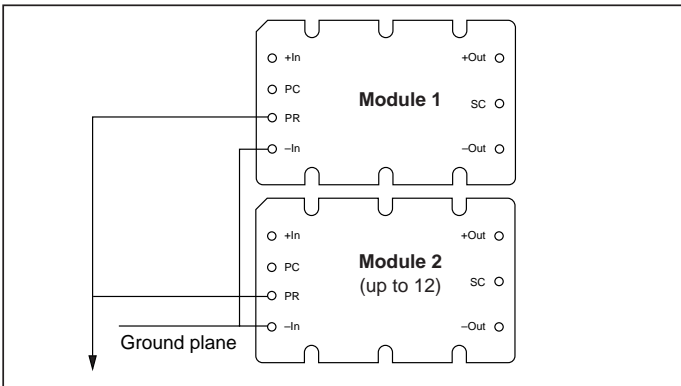 +In
+Out
PC
Module 1
SC
PR
–In
–Out
+In
+Out
PC
Module 2
(up to 12)
SC
PR
–In
–Out
Ground plane